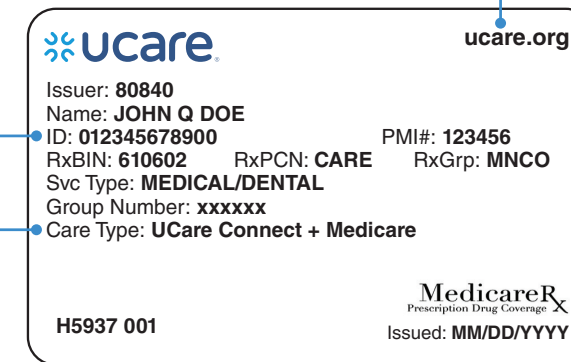 ucare®
ucare.org
Issuer: 80840
Name: JOHN Q DOE
ID: 012345678900 PMI#: 123456
RxBIN: 610602 RxPCN: CARE RxGrp: MNCO
Svc Type: MEDICAL/DENTAL
Group Number: xxxxxx
Care Type: UCare Connect + Medicare
MedicareRx
Prescription Drug Coverage
H5937 001
Issued: MM/DD/YYYY